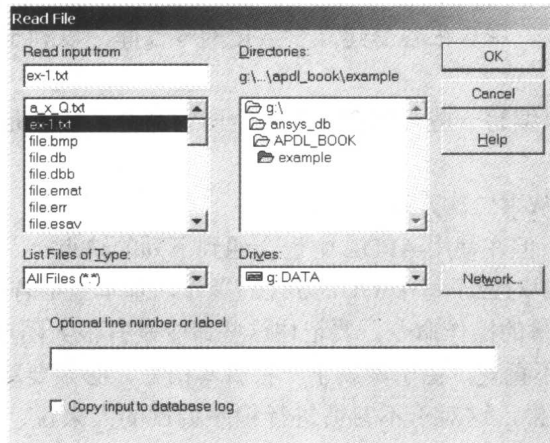 Read File
Read input from
ex-1.txt
a_x_Q.txt
ex-1.txt
file.bmp
file.db
file.dbb
file.emat
file.err
file.esav
List Files of Type:
All Files (*.*)
Directories:
g:\...\apdl_book\example
g:\
ansys_db
APDL_BOOK
example
Drives:
g: DATA
OK
Cancel
Help
Network...
Optional line number or label
Copy input to database log